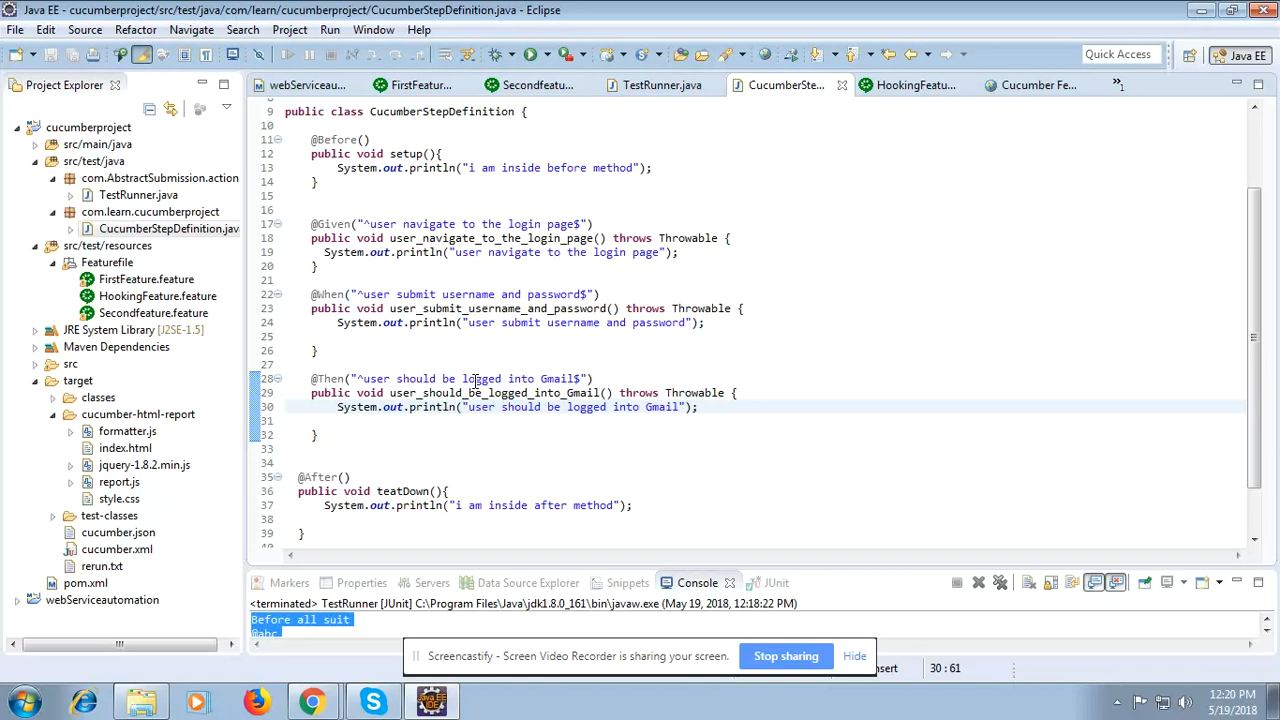 Java EE - cucumberproject/src/test/java/com/learn/cucumberproject/CucumberStepDefinition.java - Eclipse
File Edit Source Refactor Navigate Search Project Run Window Help
Quick Access
Java EE
Project Explorer
webServiceau...
FirstFeatur...
Secondfeatu...
TestRunner.java
CucumberSte...
HookingFeatu...
Cucumber Fe...
»1
cucumberproject
src/main/java
src/test/java
com.AbstractSubmission.action
TestRunner.java
com.learn.cucumberproject
CucumberStepDefinition.jav
src/test/resources
Featurefile
FirstFeature.feature
HookingFeature.feature
Secondfeature.feature
JRE System Library [J2SE-1.5]
Maven Dependencies
src
target
classes
cucumber-html-report
formatter.js
index.html
jquery-1.8.2.min.js
report.js
style.css
test-classes
cucumber.json
cucumber.xml
rerun.txt
pom.xml
webServiceautomation
8
9 public class CucumberStepDefinition {
10
11 @Before()
12 public void setup(){
13 System.out.println("i am inside before method");
14 }
15
16
17 @Given("^user navigate to the login page$")
18 public void user_navigate_to_the_login_page() throws Throwable {
19 System.out.println("user navigate to the login page");
20 }
21
22 @When("^user submit username and password$")
23 public void user_submit_username_and_password() throws Throwable {
24 System.out.println("user submit username and password");
25
26 }
27
28 @Then("^user should be logged into Gmail$")
29 public void user_should_be_logged_into_Gmail() throws Throwable {
30 System.out.println("user should be logged into Gmail");
31
32 }
33
34
35 @After()
36 public void teatDown(){
37 System.out.println("i am inside after method");
38
39 }
40
Markers Properties Servers Data Source Explorer Snippets Console JUnit
<terminated> TestRunner [JUnit] C:\Program Files\Java\jdk1.8.0_161\bin\javaw.exe (May 19, 2018, 12:18:22 PM)
Before all suit
@abc
Screencastify - Screen Video Recorder is sharing your screen.
Stop sharing
Hide
nsert
30 : 61
12:20 PM
5/19/2018